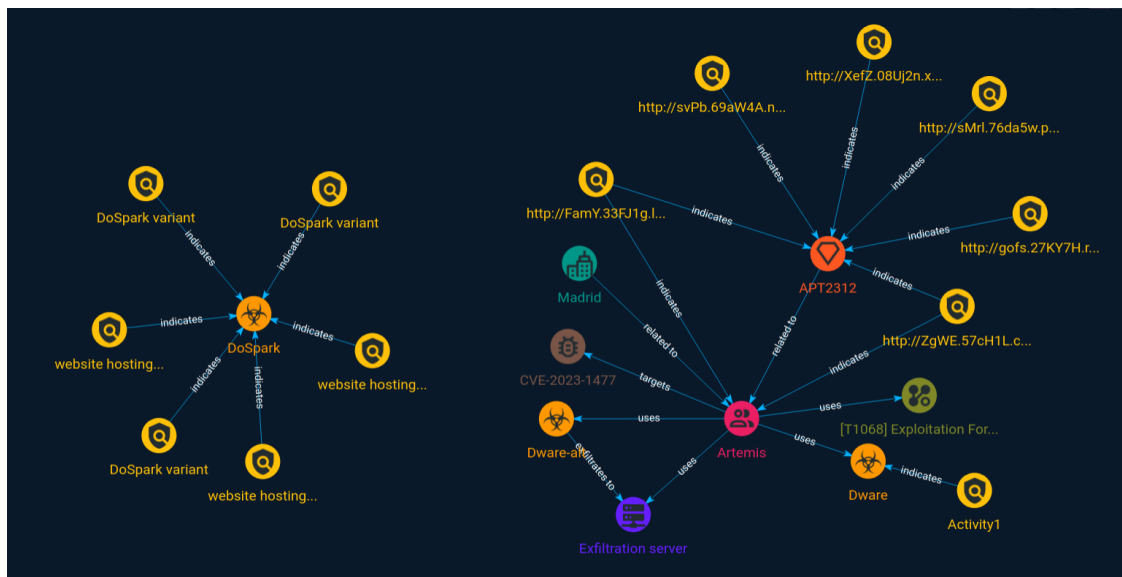 http://XefZ.08Uj2n.x...
http://svPb.69aW4A.n...
http://sMrl.76da5w.p...
indicates
indicates
indicates
DoSpark variant
DoSpark variant
http://FamY.33FJ1g.l...
indicates
indicates
http://gofs.27KY7H.r...
indicates
indicates
APT2312
indicates
Madrid
indicates
http://ZgWE.57cH1L.c...
indicates
DoSpark
indicates
website hosting...
website hosting...
related to
related to
indicates
CVE-2023-1477
targets
indicates
indicates
uses
[T1068] Exploitation For...
uses
Dware-
Artemis
uses
DoSpark variant
exfiltrates to
uses
indicates
Dware
website hosting...
Activity1
Exfiltration server